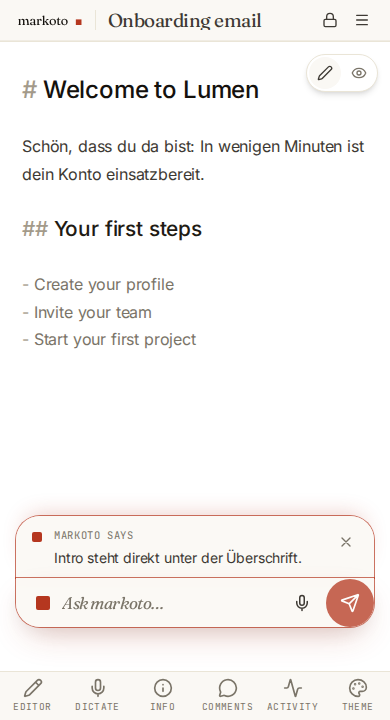 markoto
Onboarding email
# Welcome to Lumen
Schön, dass du da bist: In wenigen Minuten ist
dein Konto einsatzbereit.
## Your first steps
- Create your profile
- Invite your team
- Start your first project
MARKOTO SAYS
Intro steht direkt unter der Überschrift.
Ask markoto...
EDITOR DICTATE INFO COMMENTS ACTIVITY THEME